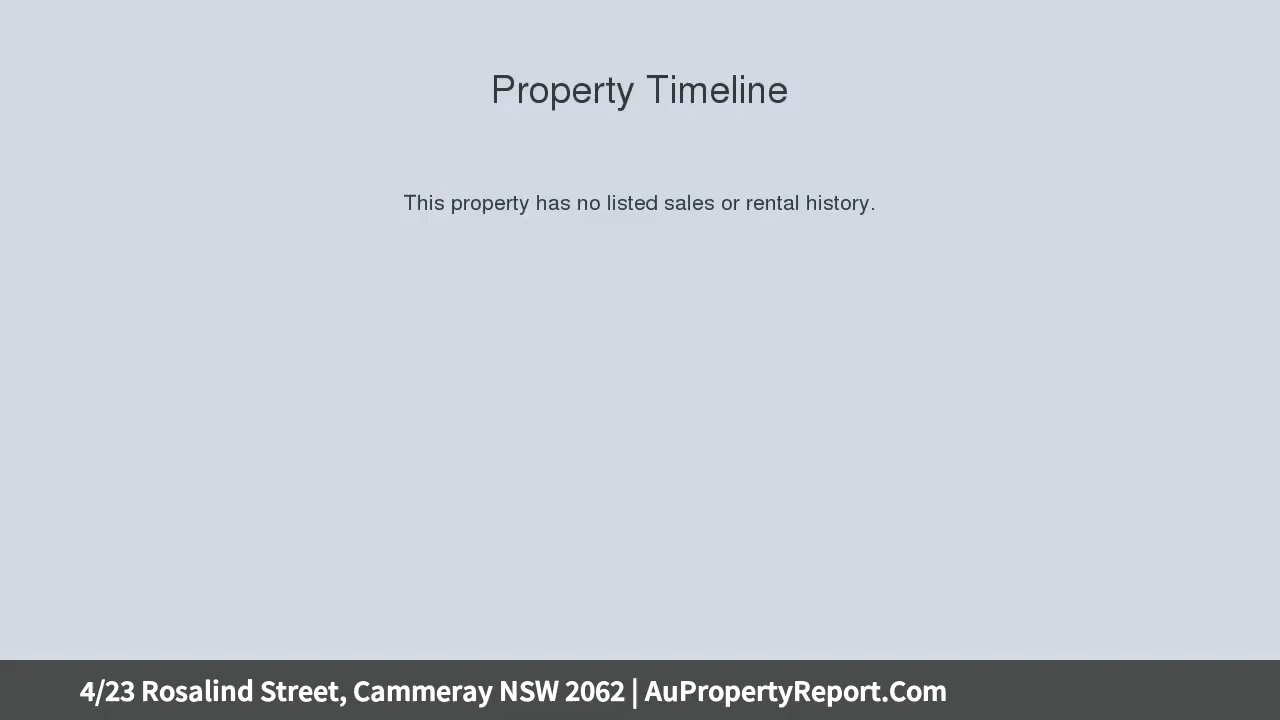 Property Timeline
This property has no listed sales or rental history.
4/23 Rosalind Street, Cammeray NSW 2062 | AuPropertyReport.Com